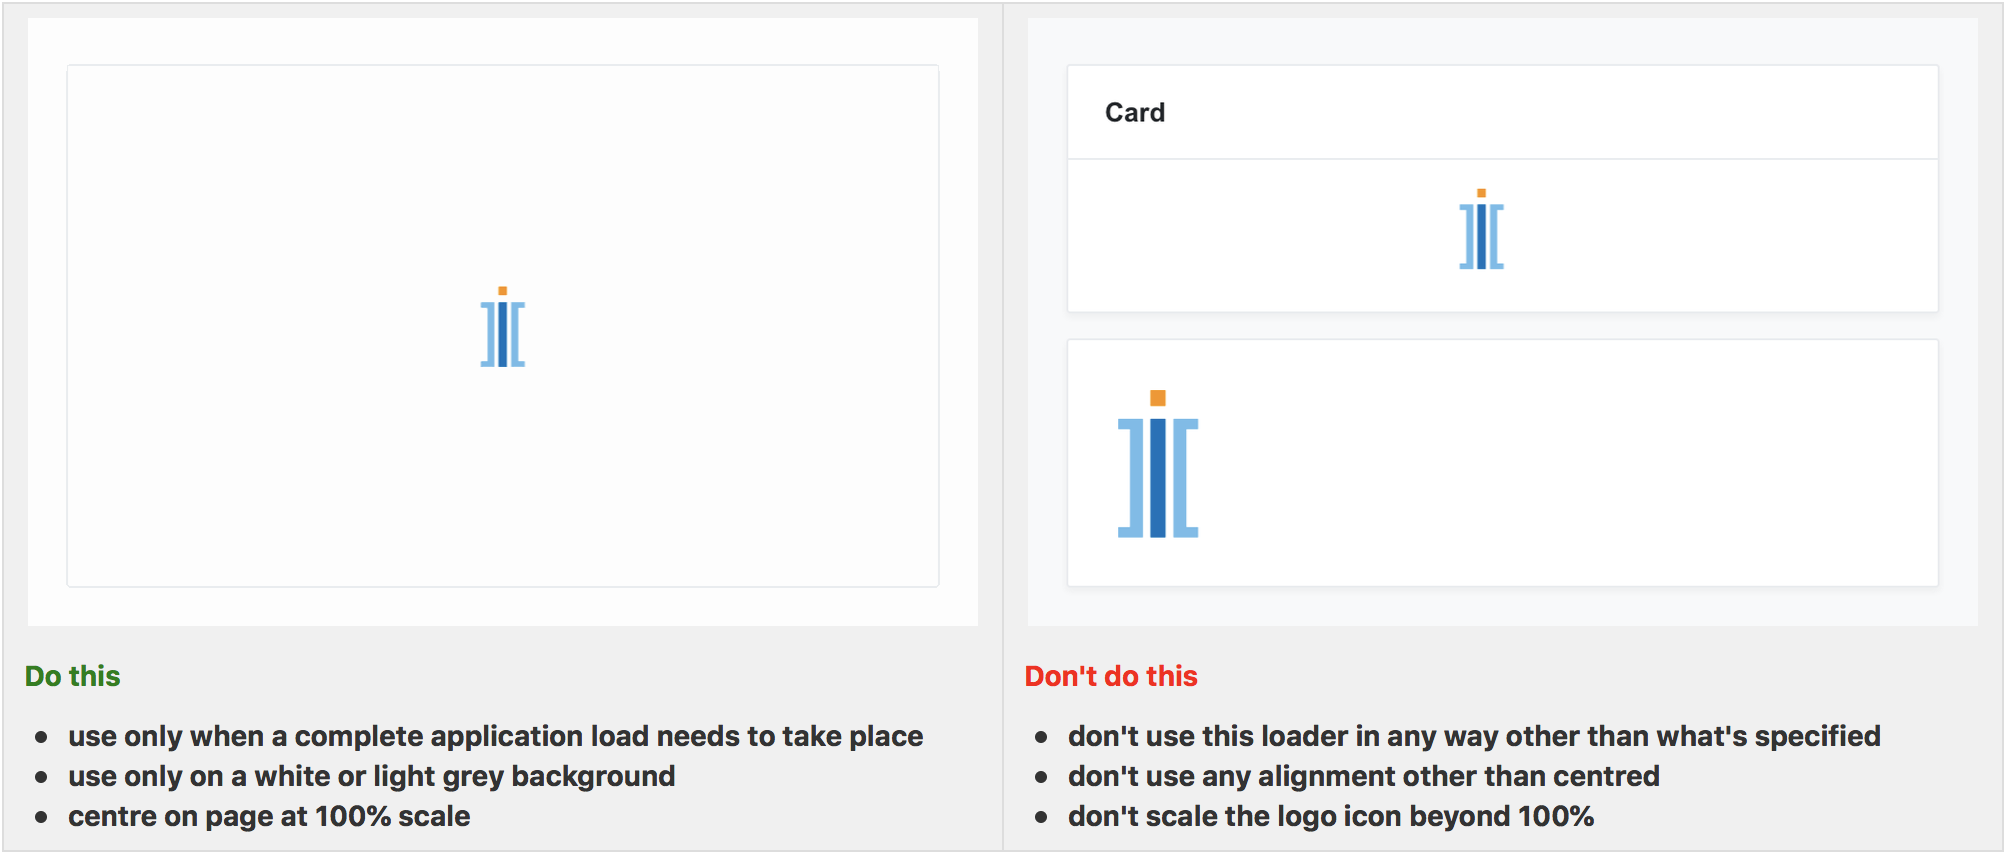 Card
Do this
use only when a complete application load needs to take place
use only on a white or light grey background
centre on page at 100% scale
Don't do this
don't use this loader in any way other than what's specified
don't use any alignment other than centred
don't scale the logo icon beyond 100%